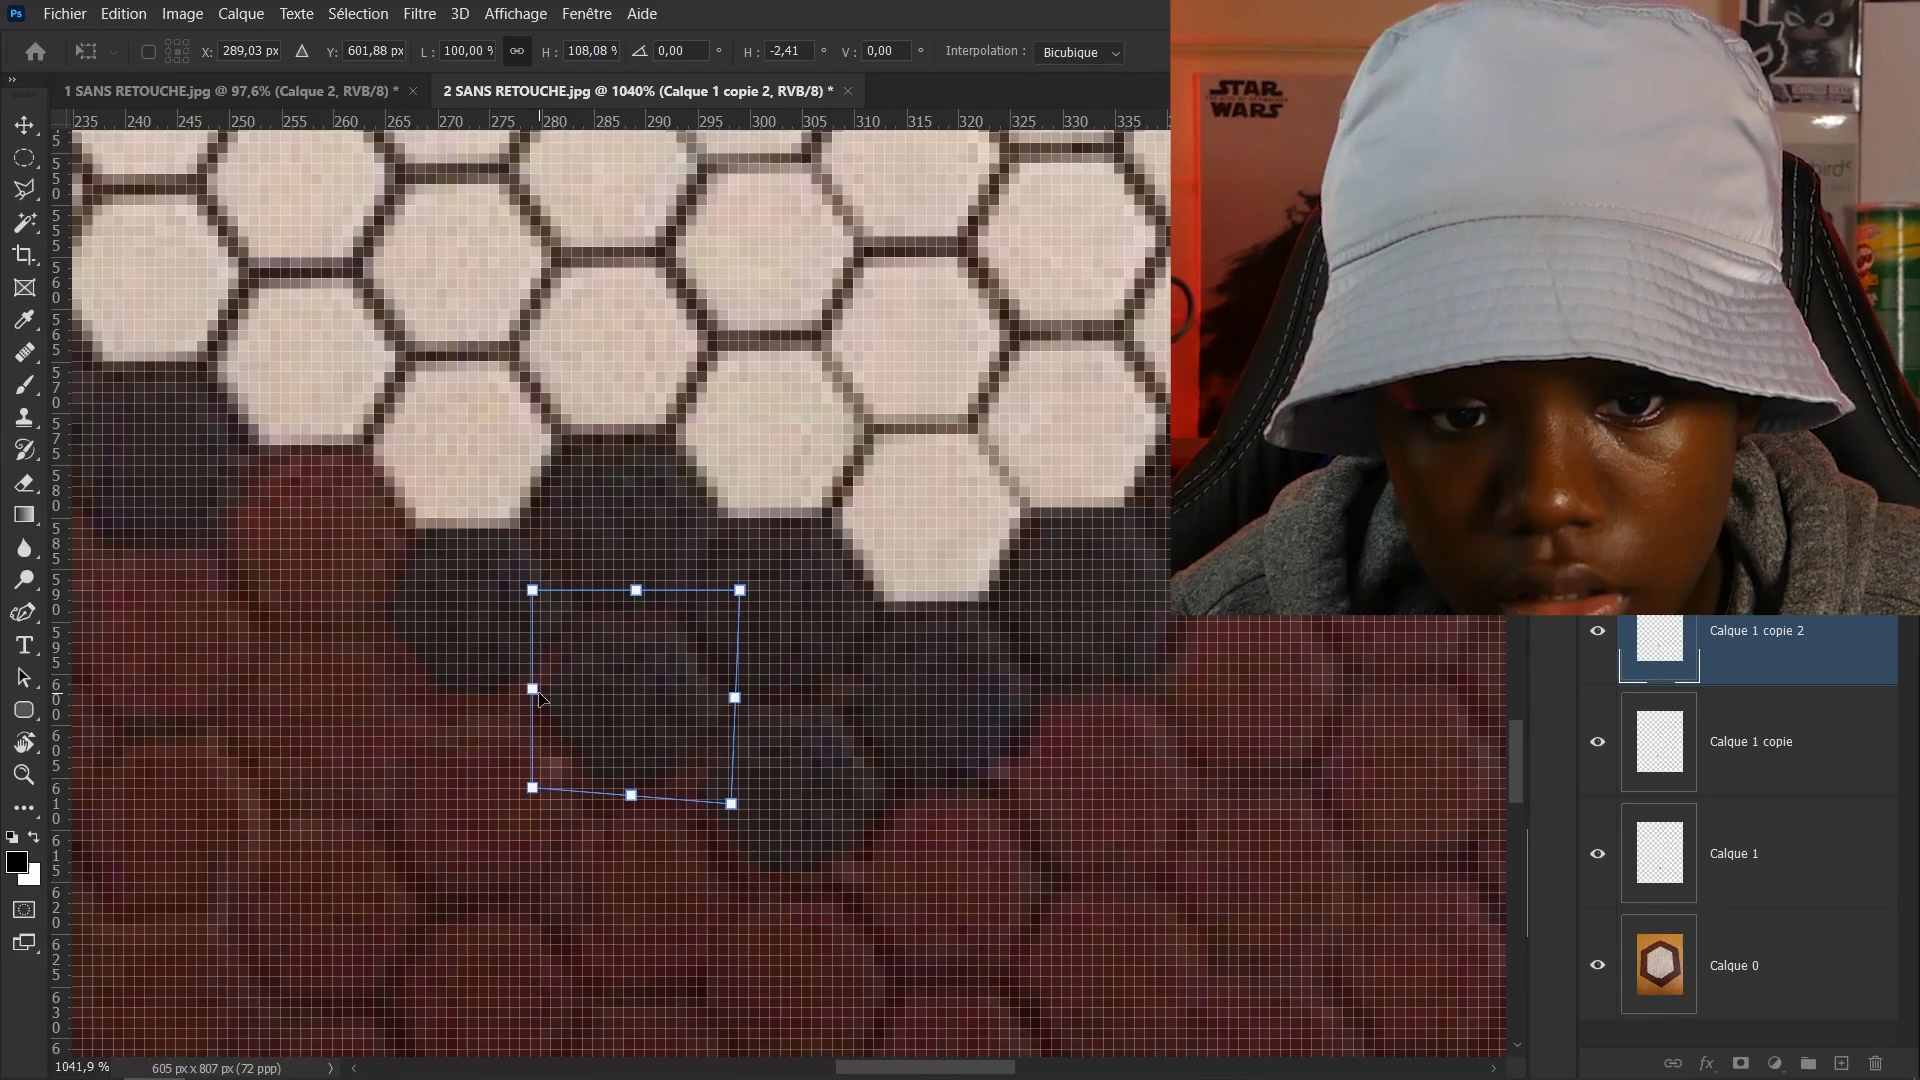 Fichier Edition Image Calque Texte Sélection Filtre 3D Affichage Fenêtre Aide
X: 289,03 px Y: 601,88 px L : 100,00 % H : 108,08 % 0,00 ° H : -2,41 ° V : 0,00 ° Interpolation : Bicubique
1 SANS RETOUCHE.jpg @ 97,6% (Calque 2, RVB/8) * 2 SANS RETOUCHE.jpg @ 1040% (Calque 1 copie 2, RVB/8) *
235 240 245 250 255 260 265 270 275 280 285 290 295 300 305 310 315 320 325 330 335
STAR
WARS
Calque 1 copie 2
Calque 1 copie
Calque 1
Calque 0
1041,9 % 605 px x 807 px (72 ppp)